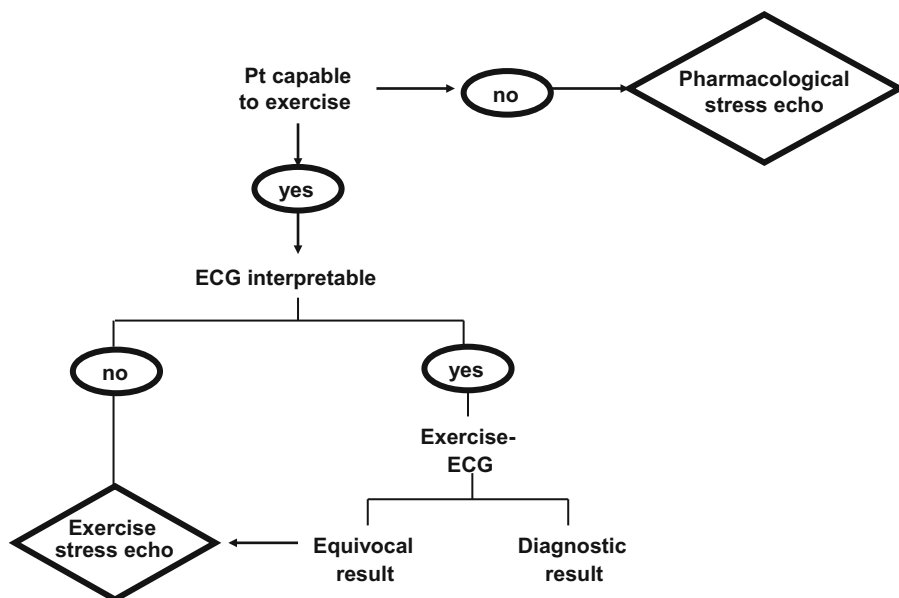 Pt capable
to exercise
no
Pharmacological
stress echo
yes
ECG interpretable
no
yes
Exercise-
ECG
Exercise
stress echo
Equivocal
result
Diagnostic
result